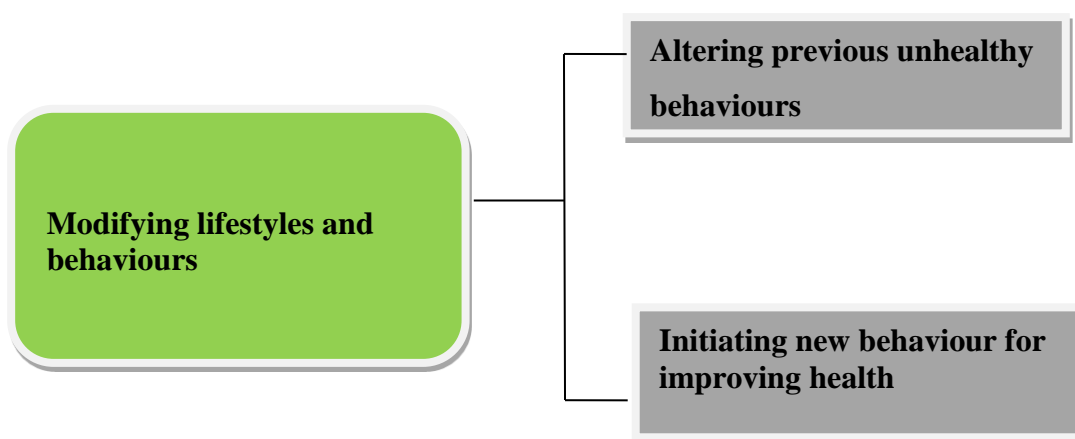 Altering previous unhealthy
behaviours
Modifying lifestyles and
behaviours
Initiating new behaviour for
improving health